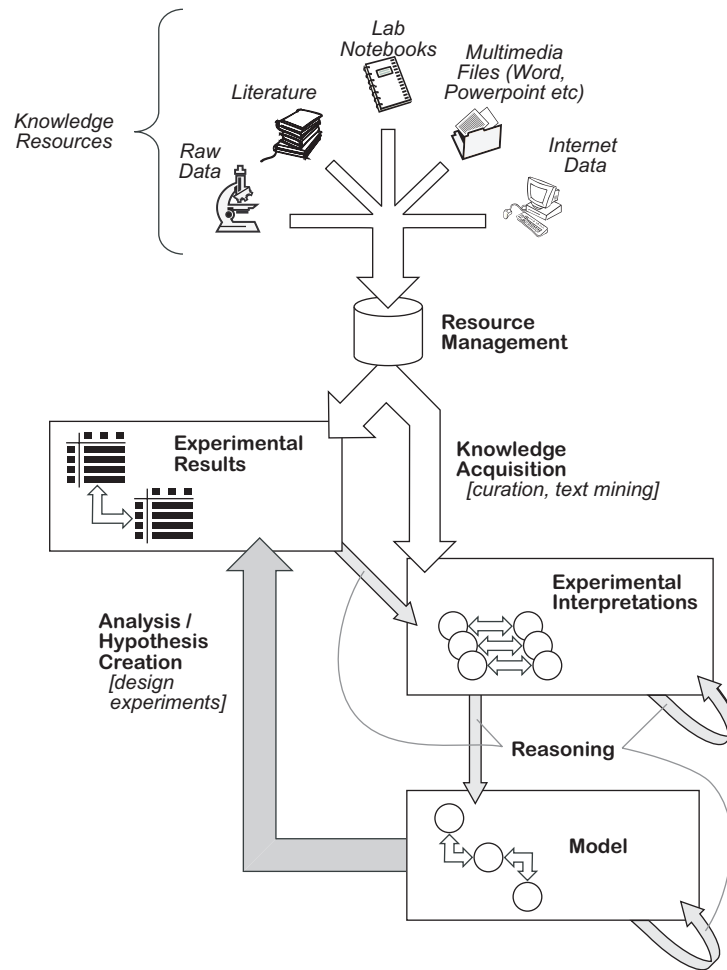 Lab
Notebooks
Multimedia
Files (Word,
Powerpoint etc)
Literature
Knowledge
Resources
Raw
Data
Internet
Data
Resource
Management
Experimental
Results
Knowledge
Acquisition
[curation, text mining]
Experimental
Interpretations
Analysis /
Hypothesis
Creation
[design
experiments]
Reasoning
Model